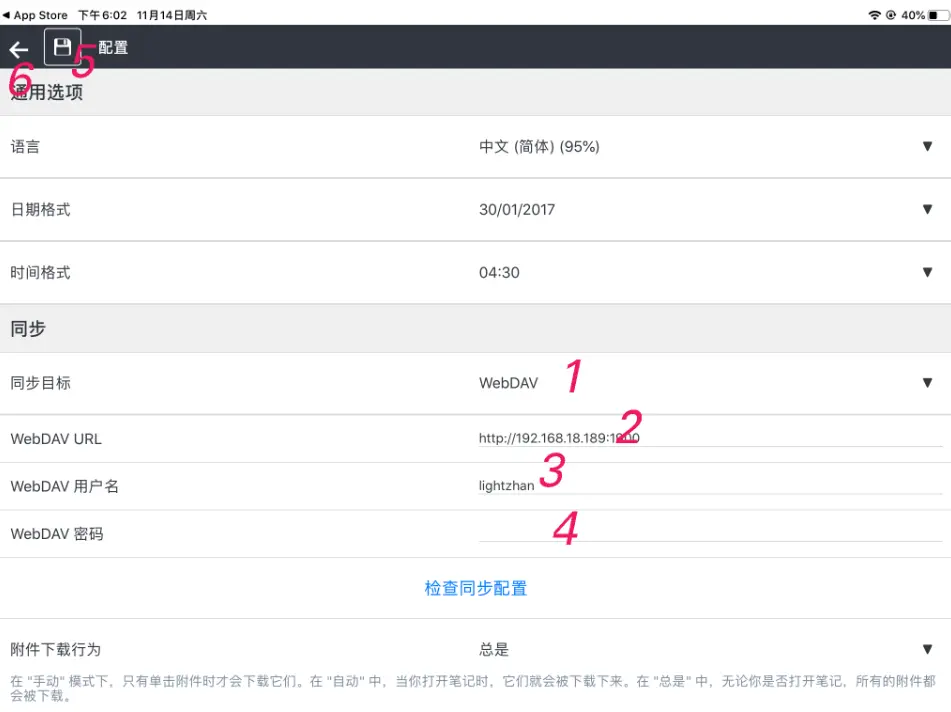 ◀ App Store 下午6:02 11月14日周六 40%
配置
5
6
通用选项
语言 中文 (简体) (95%) ▼
日期格式 30/01/2017 ▼
时间格式 04:30 ▼
同步
同步目标 WebDAV 1 ▼
WebDAV URL http://192.168.18.189:1900 2
WebDAV 用户名 lightzhan 3
WebDAV 密码 4
检查同步配置
附件下载行为 总是 ▼
在 "手动" 模式下，只有单击附件时才会下载它们。在 "自动" 中，当你打开笔记时，它们就会被下载下来。在 "总是" 中，无论你是否打开笔记，所有的附件都
会被下载。